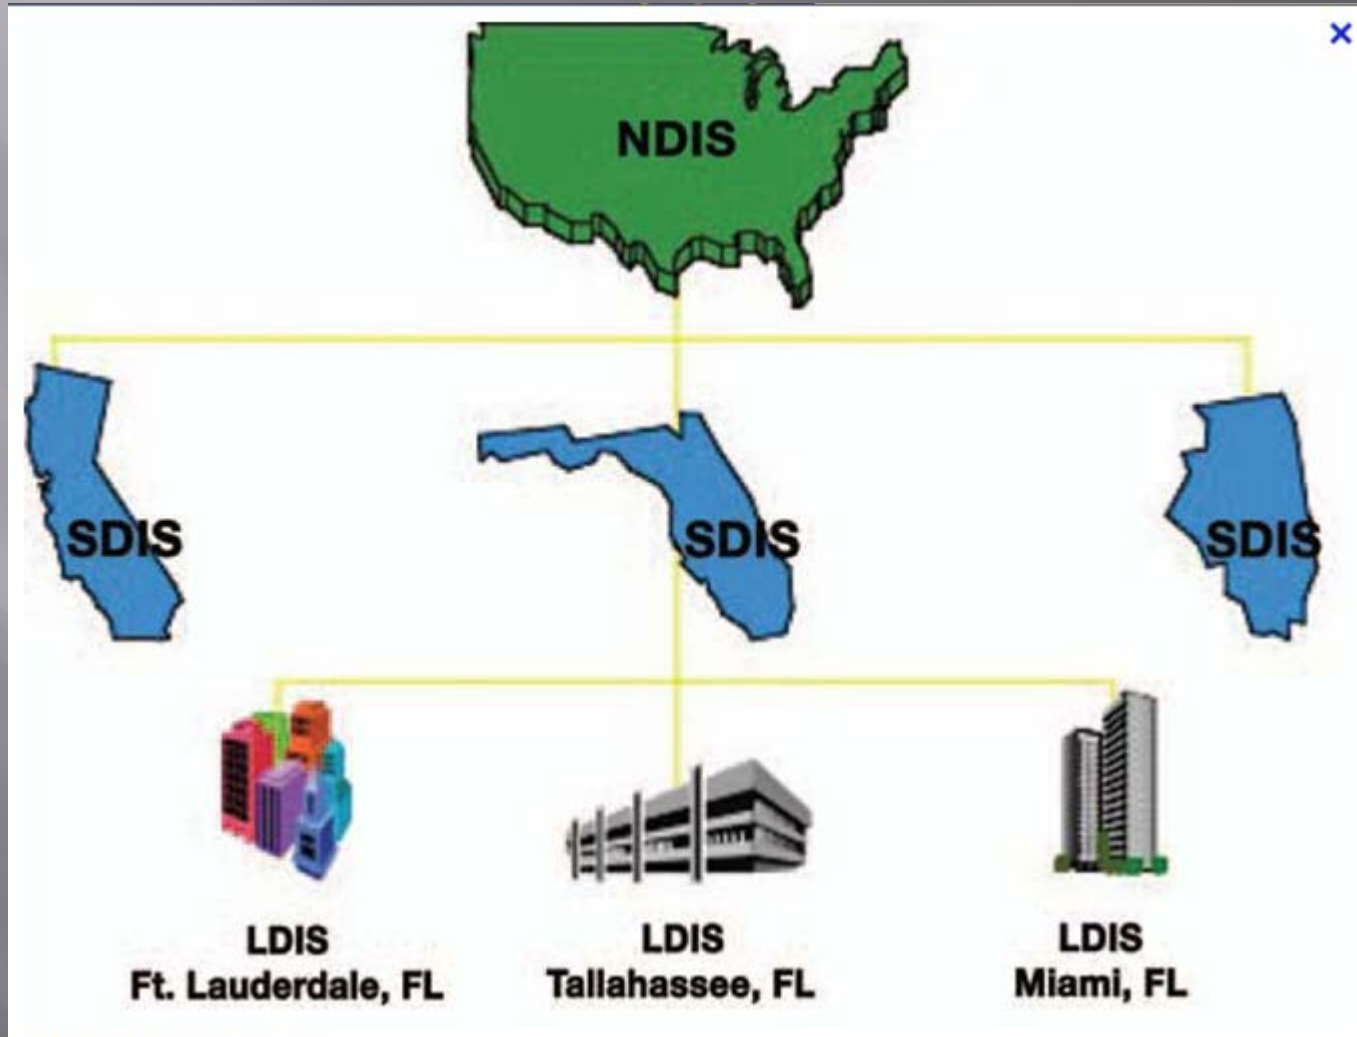 NDIS
SDIS
SDIS
SDIS
LDIS
Ft. Lauderdale, FL
LDIS
Tallahassee, FL
LDIS
Miami, FL